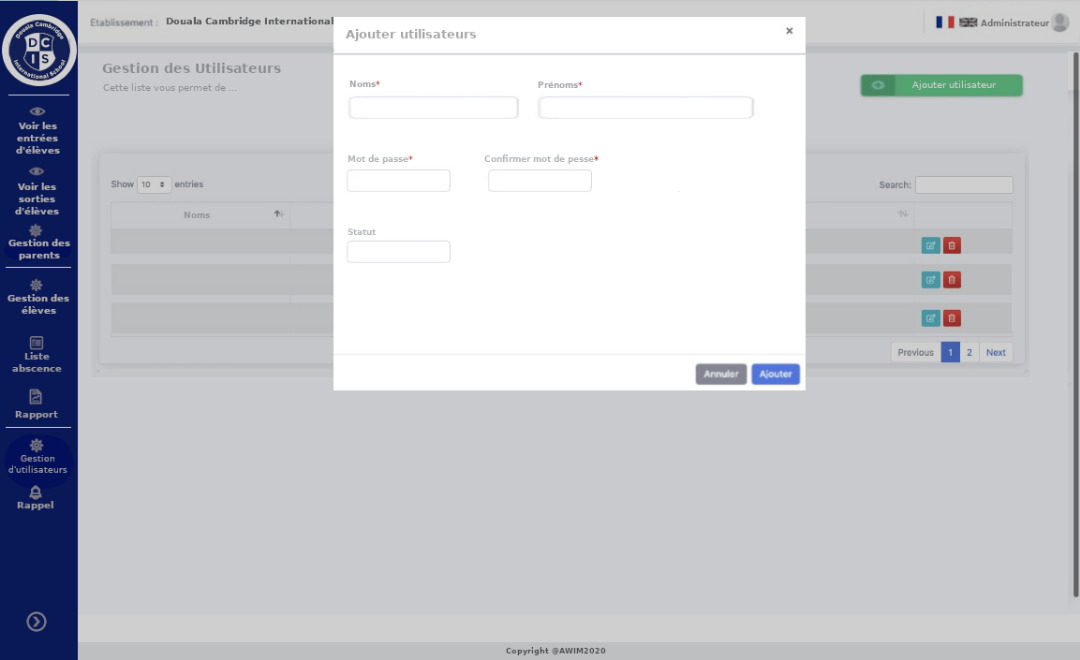 Etablissement : Douala Cambridge International
Administrateur
Douala Cambridge
D C
I S
International School
Voir les
entrées
d'élèves
Voir les
sorties
d'élèves
Gestion des
parents
Gestion des
élèves
Liste
abscence
Rapport
Gestion
d'utilisateurs
Rappel
Gestion des Utilisateurs
Cette liste vous permet de ...
Ajouter utilisateur
Show 10 entries
Search:
Noms
Previous 1 2 Next
Ajouter utilisateurs
×
Noms*
Prénoms*
Mot de passe*
Confirmer mot de pesse*
Statut
Annuler
Ajouter
Copyright @AWIM2020